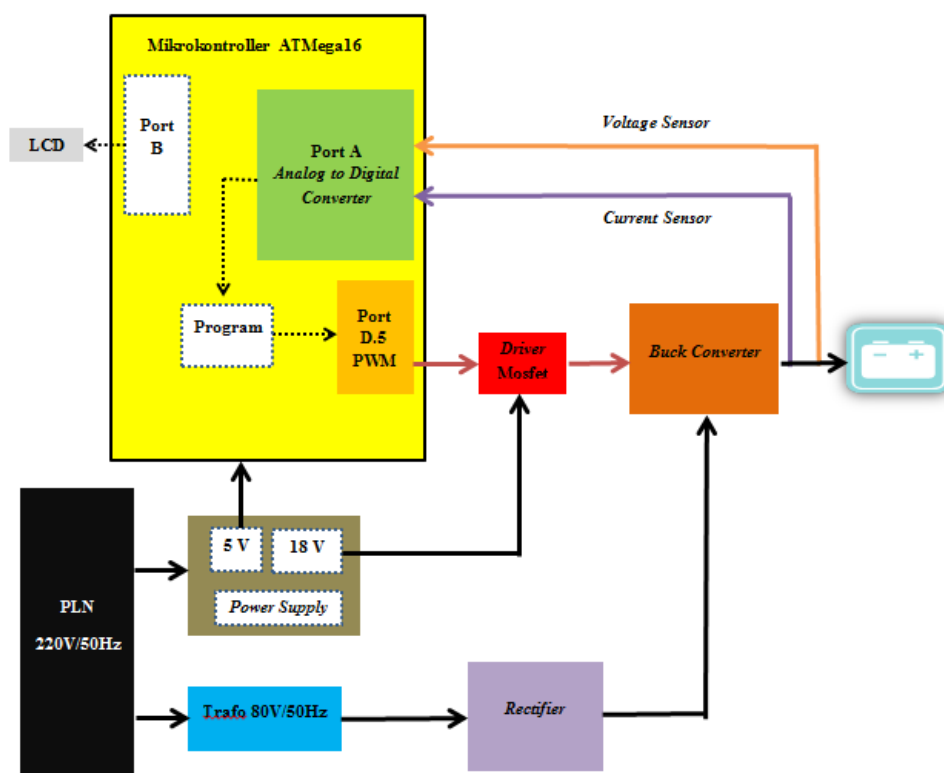 Mikrokontroller ATMega16
Port
B
LCD
Port A
Analog to Digital
Converter
Voltage Sensor
Current Sensor
Program
Port
D.5
PWM
Driver
Mosfet
Buck Converter
5 V
18 V
Power Supply
PLN
220V/50Hz
Trafo 80V/50Hz
Rectifier